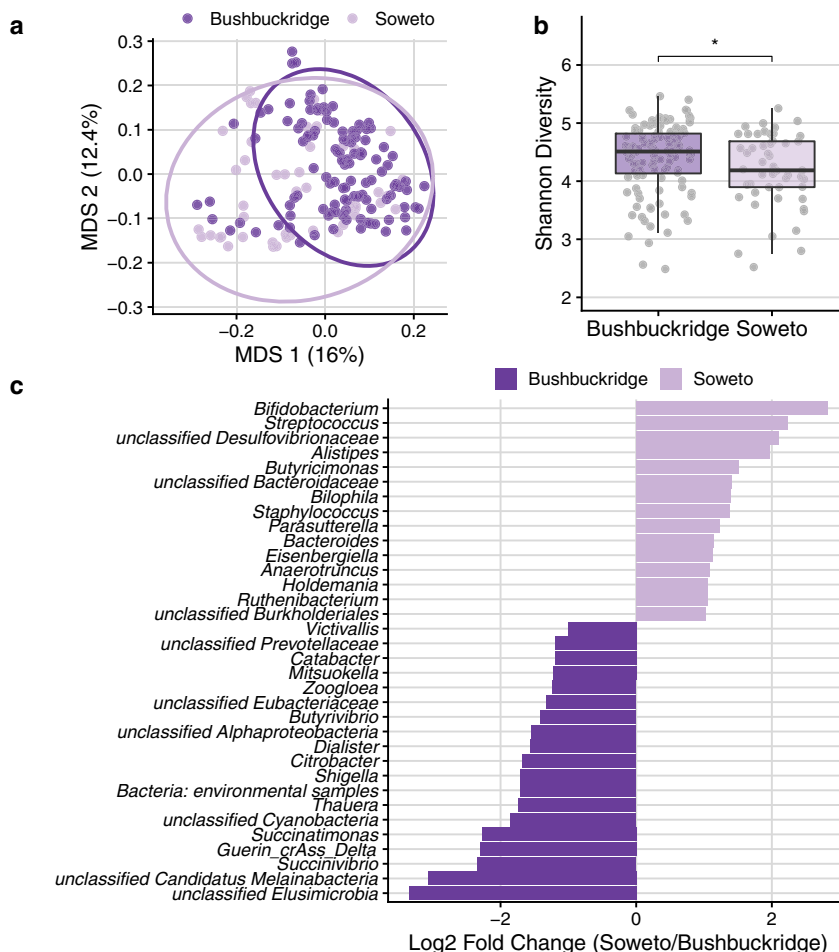 a
Bushbuckridge Soweto
0.3
0.2
0.1
0.0
−0.1
−0.2
−0.3
MDS 2 (12.4%)
−0.2 0.0 0.2
MDS 1 (16%)
b
*
6
5
4
3
2
Shannon Diversity
Bushbuckridge Soweto
c
Bushbuckridge Soweto
Bifidobacterium
Streptococcus
unclassified Desulfovibrionaceae
Alistipes
Butyricimonas
unclassified Bacteroidaceae
Bilophila
Staphylococcus
Parasutterella
Bacteroides
Eisenbergiella
Anaerotruncus
Holdemania
Ruthenibacterium
unclassified Burkholderiales
Victivallis
unclassified Prevotellaceae
Catabacter
Mitsuokella
Zoogloea
unclassified Eubacteriaceae
Butyrivibrio
unclassified Alphaproteobacteria
Dialister
Citrobacter
Shigella
Bacteria: environmental samples
Thauera
unclassified Cyanobacteria
Succinatimonas
Guerin_crAss_Delta
Succinivibrio
unclassified Candidatus Melainabacteria
unclassified Elusimicrobia
−2 0 2
Log2 Fold Change (Soweto/Bushbuckridge)